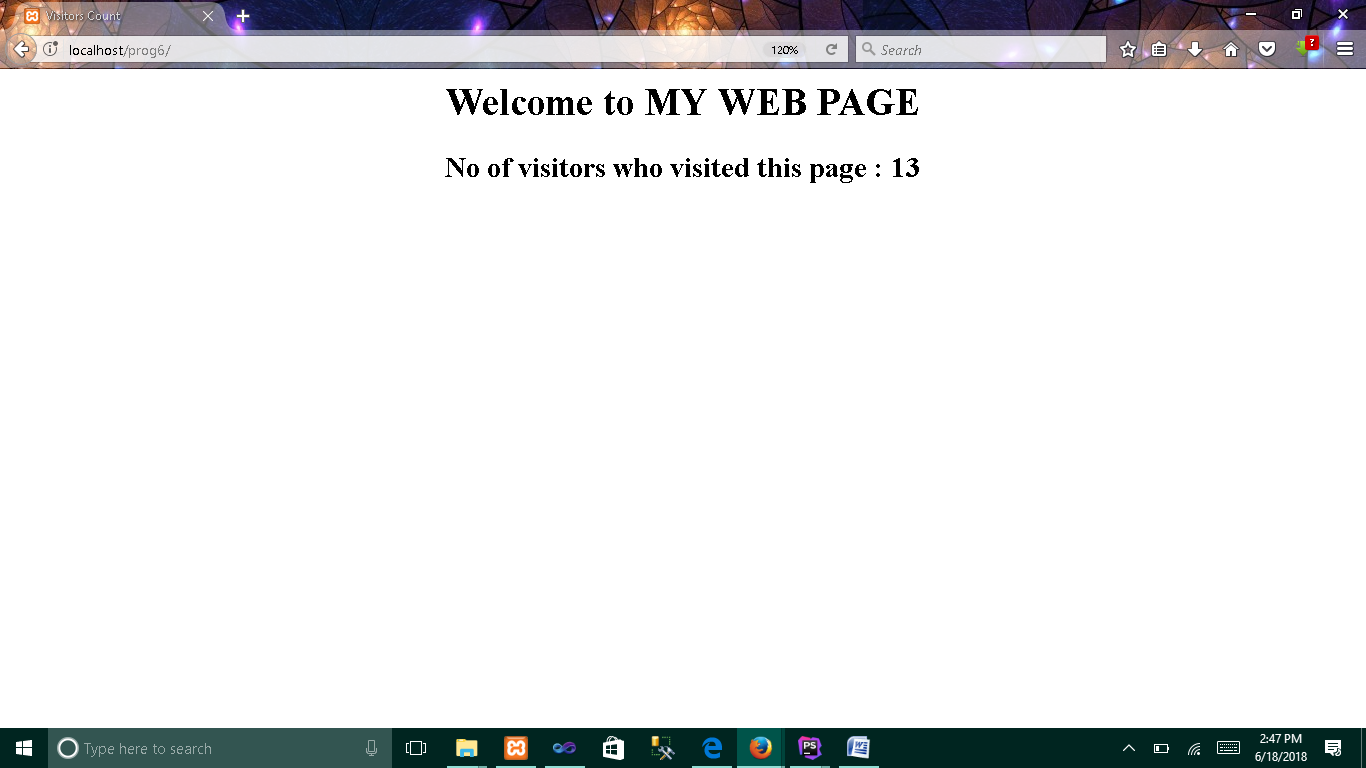 Visitors Count
localhost/prog6/
120%
Search
?
Welcome to MY WEB PAGE
No of visitors who visited this page : 13
Type here to search
PS
W
2:47 PM
6/18/2018